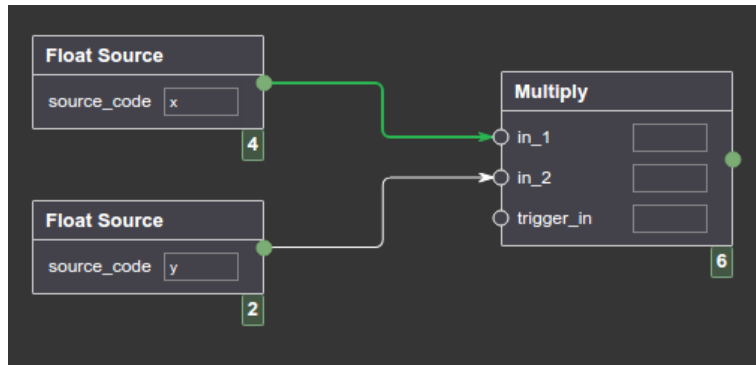 Float Source
source_code x
4
Float Source
source_code y
2
Multiply
in_1
in_2
trigger_in
6